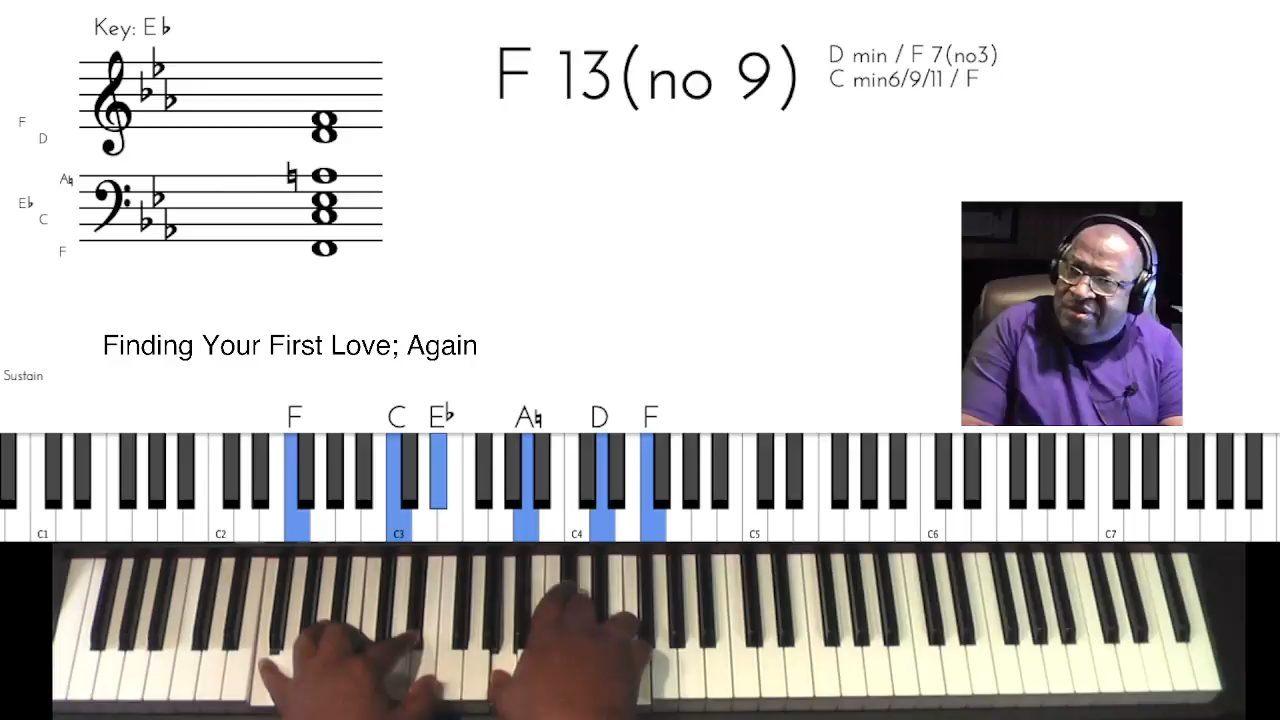 Key: E♭
F 13(no 9)
D min / F 7(no3)
C min6/9/11 / F
F
D
A♮
E♭
C
F
Finding Your First Love; Again
Sustain
F C E♭ A♮ D F
C1 C2 C3 C4 C5 C6 C7